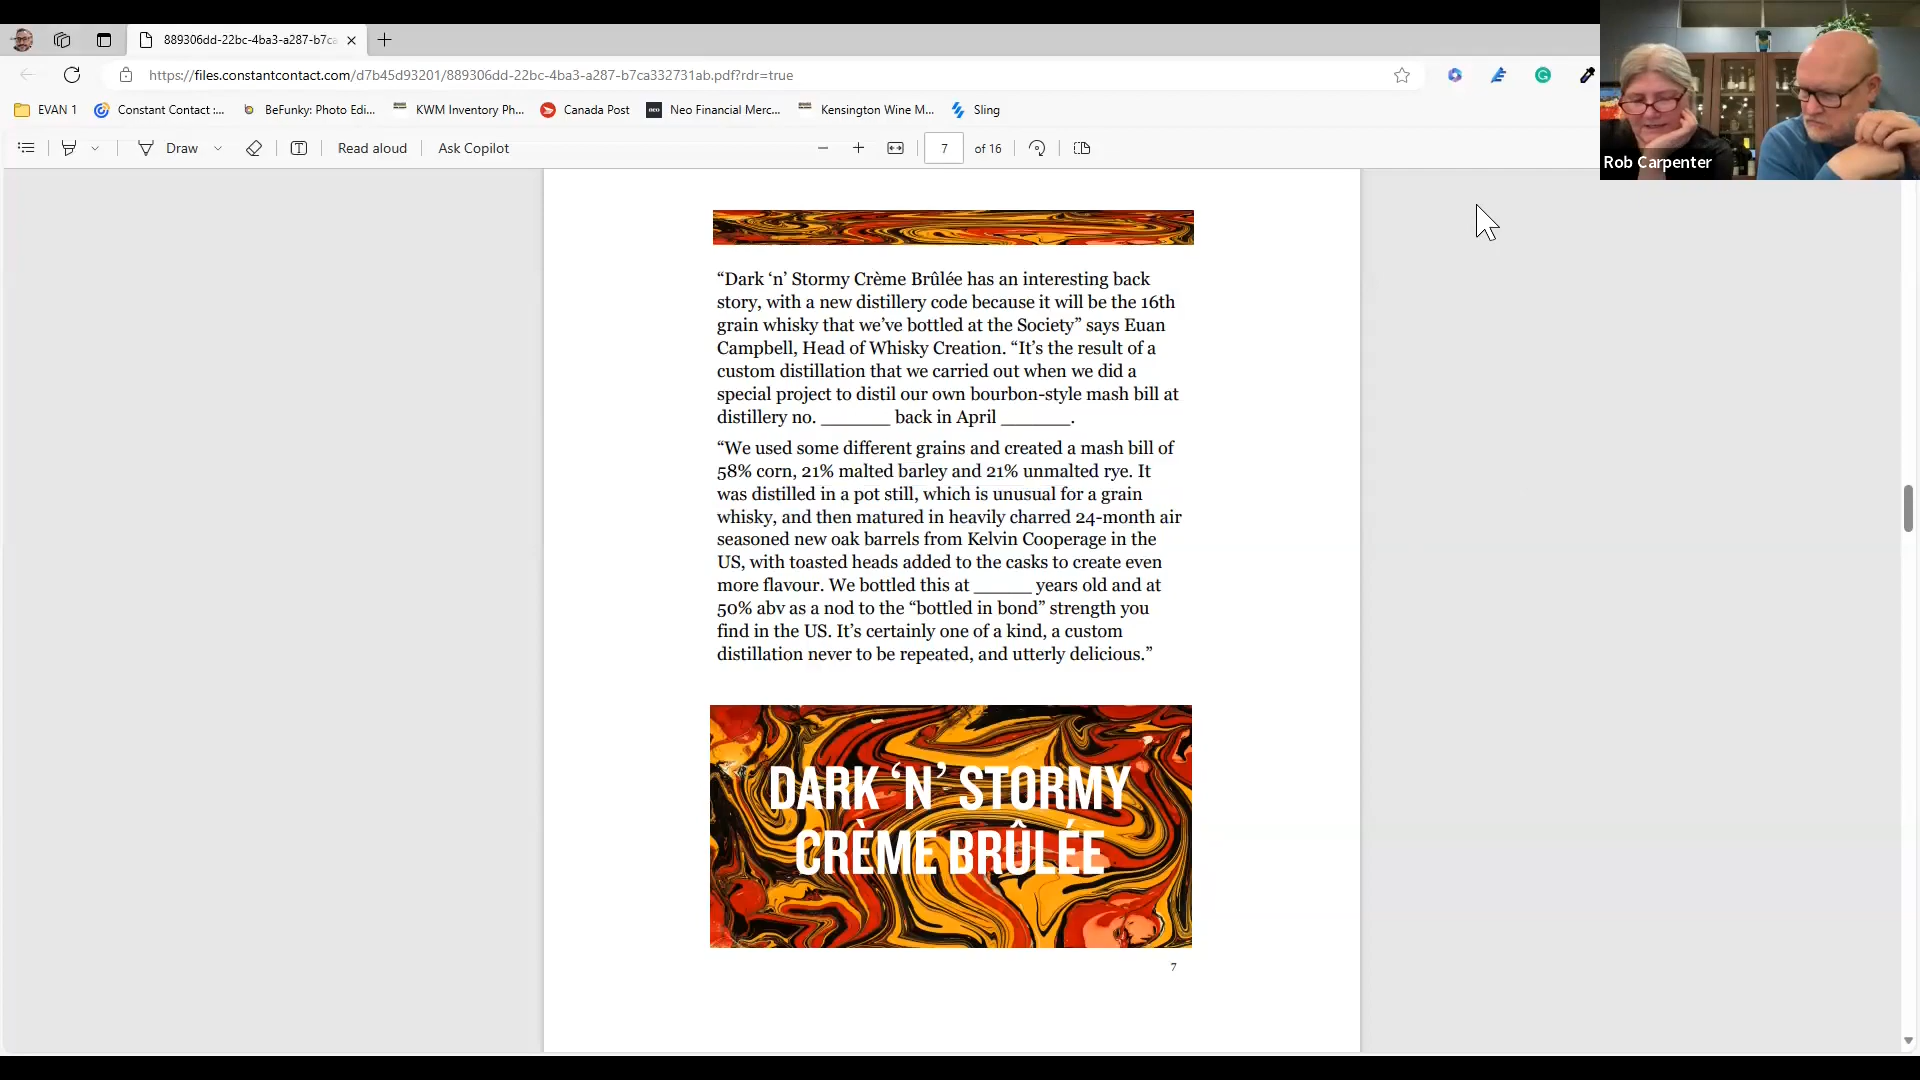 889306dd-22bc-4ba3-a287-b7ca
https://files.constantcontact.com/d7b45d93201/889306dd-22bc-4ba3-a287-b7ca332731ab.pdf?rdr=true
EVAN 1
Constant Contact :...
BeFunky: Photo Edi...
KWM Inventory Ph...
Canada Post
neo
Neo Financial Merc...
Kensington Wine M...
Sling
Draw
Read aloud
Ask Copilot
7
of 16
Rob Carpenter
“Dark ‘n’ Stormy Crème Brûlée has an interesting back
story, with a new distillery code because it will be the 16th
grain whisky that we’ve bottled at the Society” says Euan
Campbell, Head of Whisky Creation. “It’s the result of a
custom distillation that we carried out when we did a
special project to distil our own bourbon-style mash bill at
distillery no. _______ back in April _______.
“We used some different grains and created a mash bill of
58% corn, 21% malted barley and 21% unmalted rye. It
was distilled in a pot still, which is unusual for a grain
whisky, and then matured in heavily charred 24-month air
seasoned new oak barrels from Kelvin Cooperage in the
US, with toasted heads added to the casks to create even
more flavour. We bottled this at ______ years old and at
50% abv as a nod to the “bottled in bond” strength you
find in the US. It’s certainly one of a kind, a custom
distillation never to be repeated, and utterly delicious.”
DARK ‘N’ STORMY
CRÈME BRÛLÉE
7